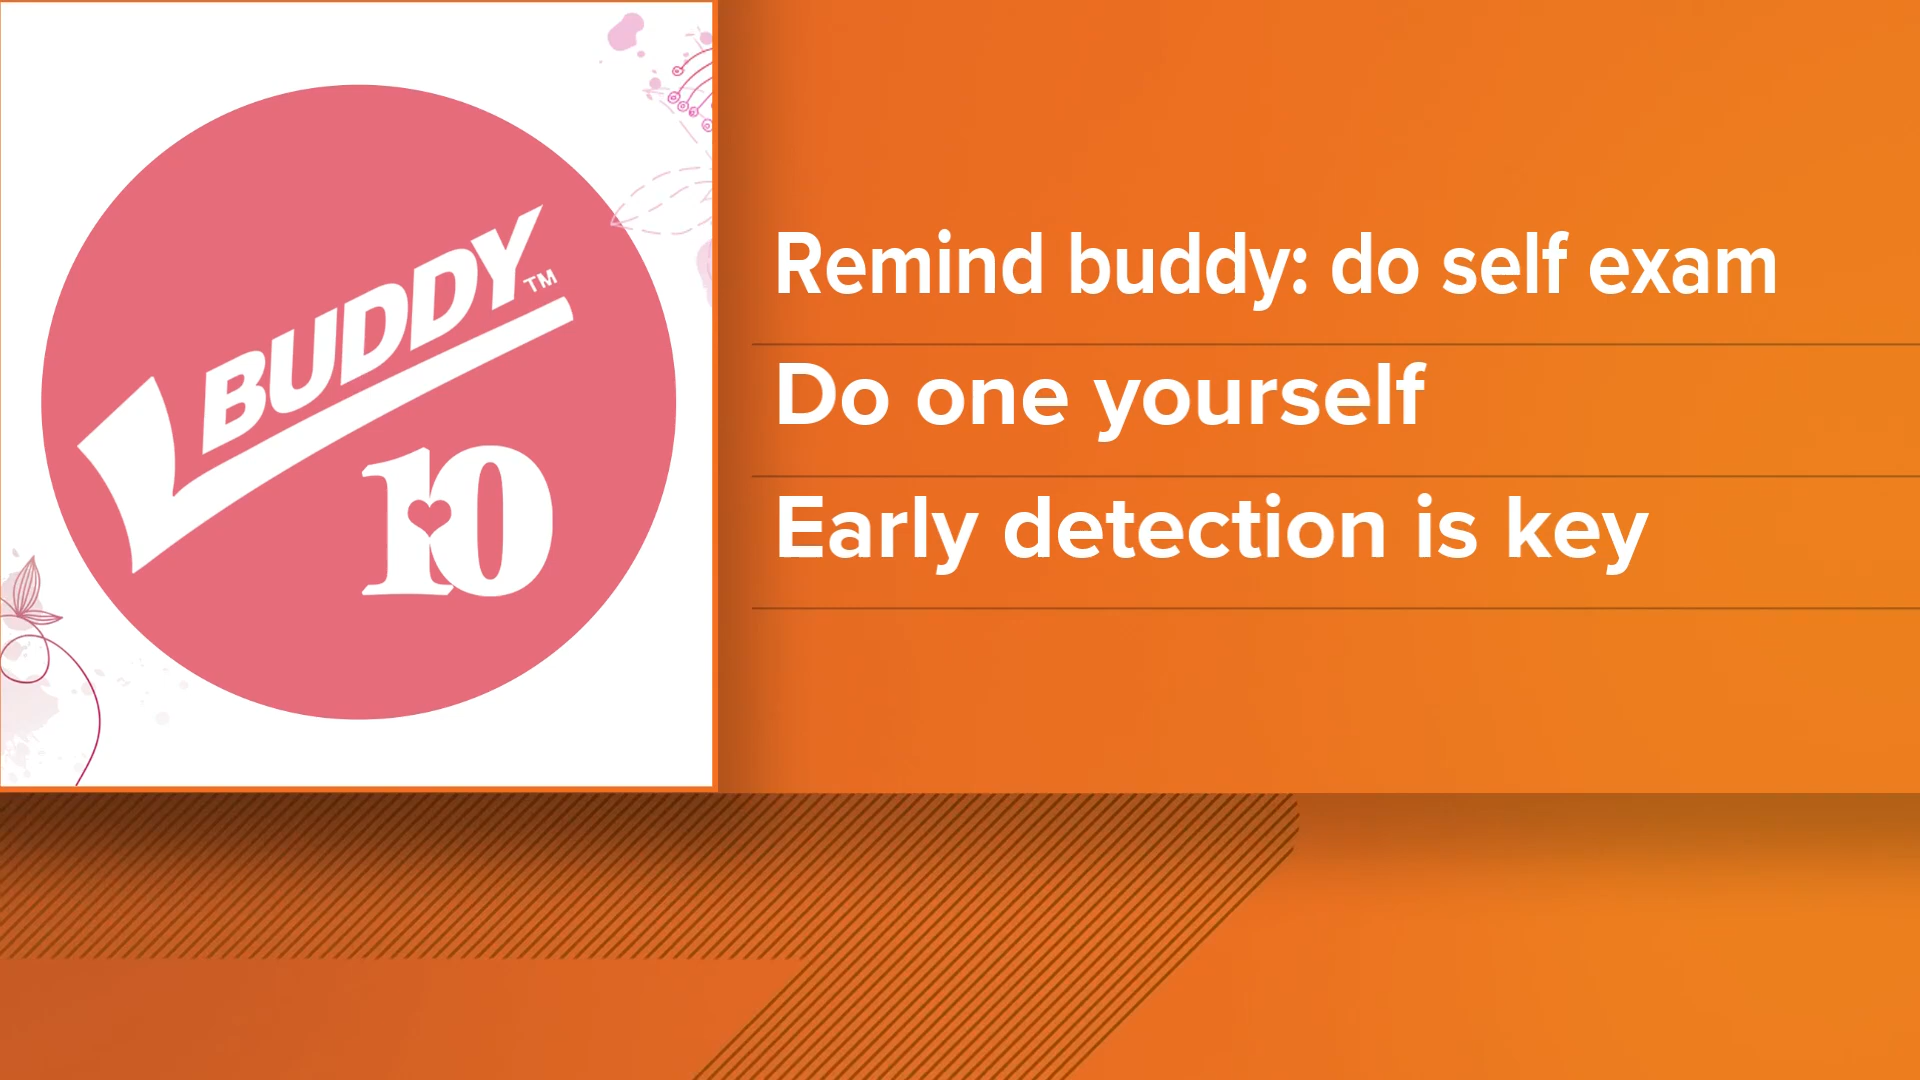 BUDDY™
10
Remind buddy: do self exam
Do one yourself
Early detection is key